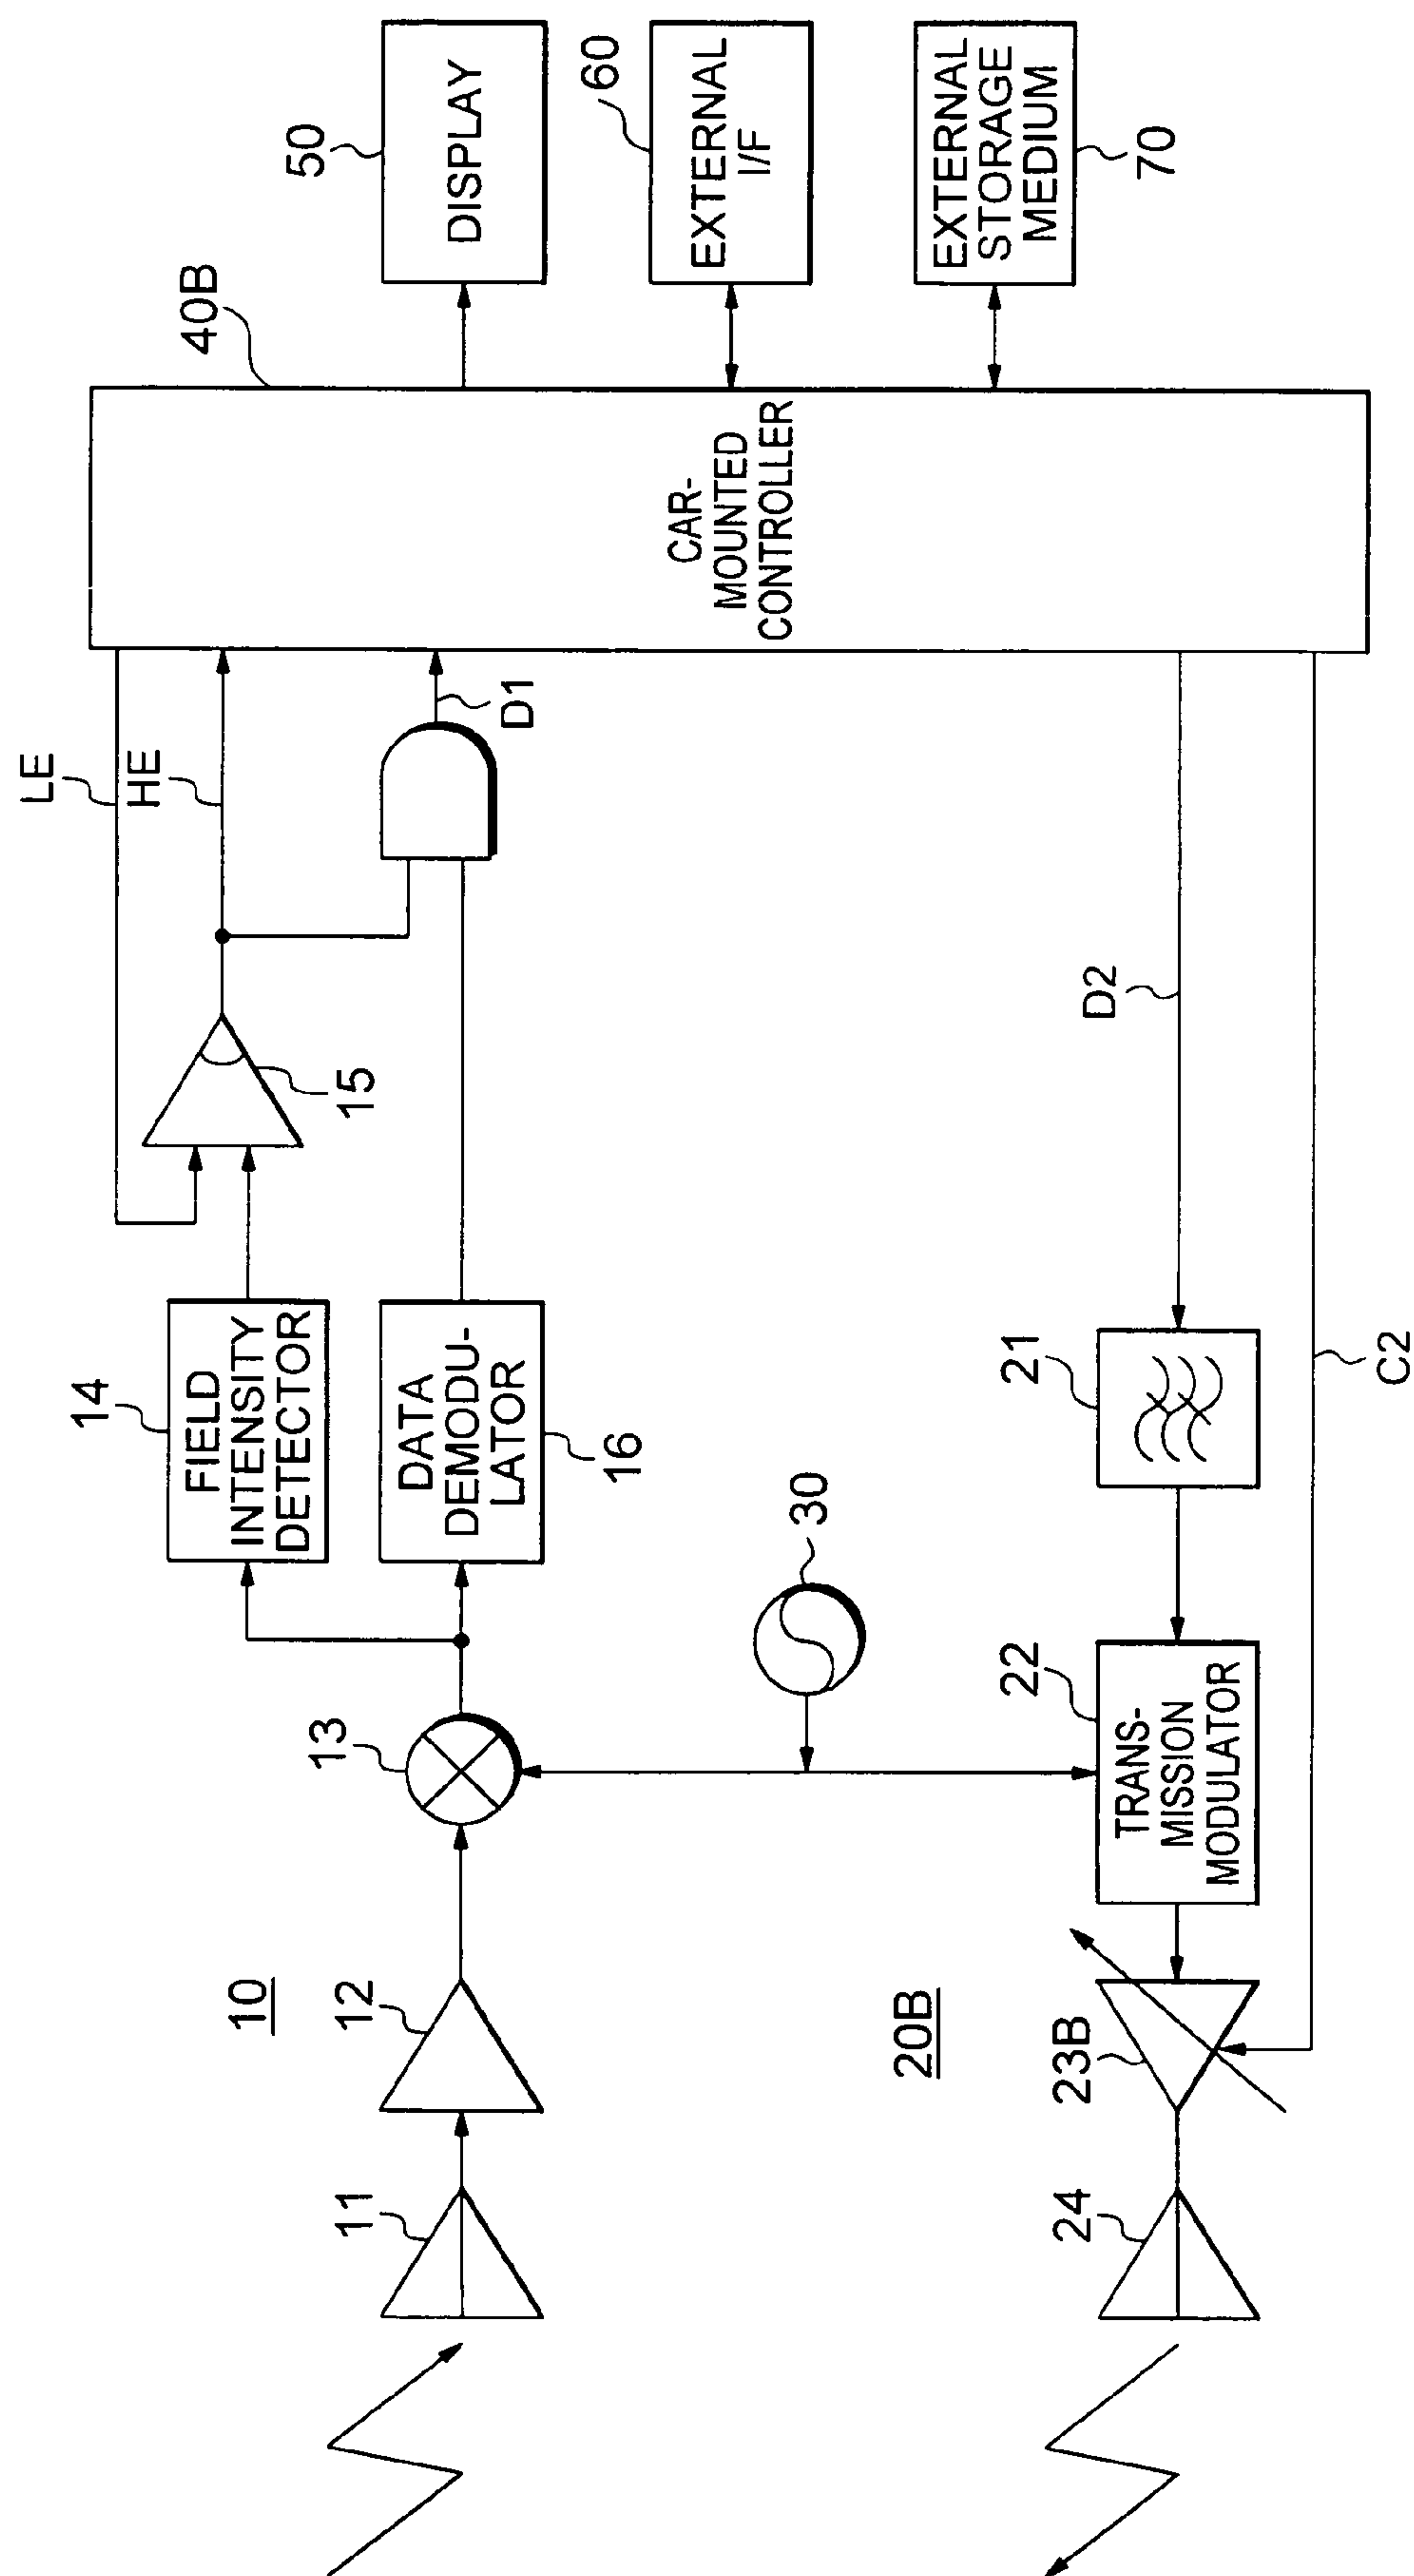 10
11
12
13
14
FIELD
INTENSITY
DETECTOR
DATA
DEMODU-
LATOR
16
15
LE
HE
D1
40B
CAR-
MOUNTED
CONTROLLER
50
DISPLAY
60
EXTERNAL
I/F
EXTERNAL
STORAGE
MEDIUM
70
30
20B
24
23B
22
TRANS-
MISSION
MODULATOR
21
D2
C2